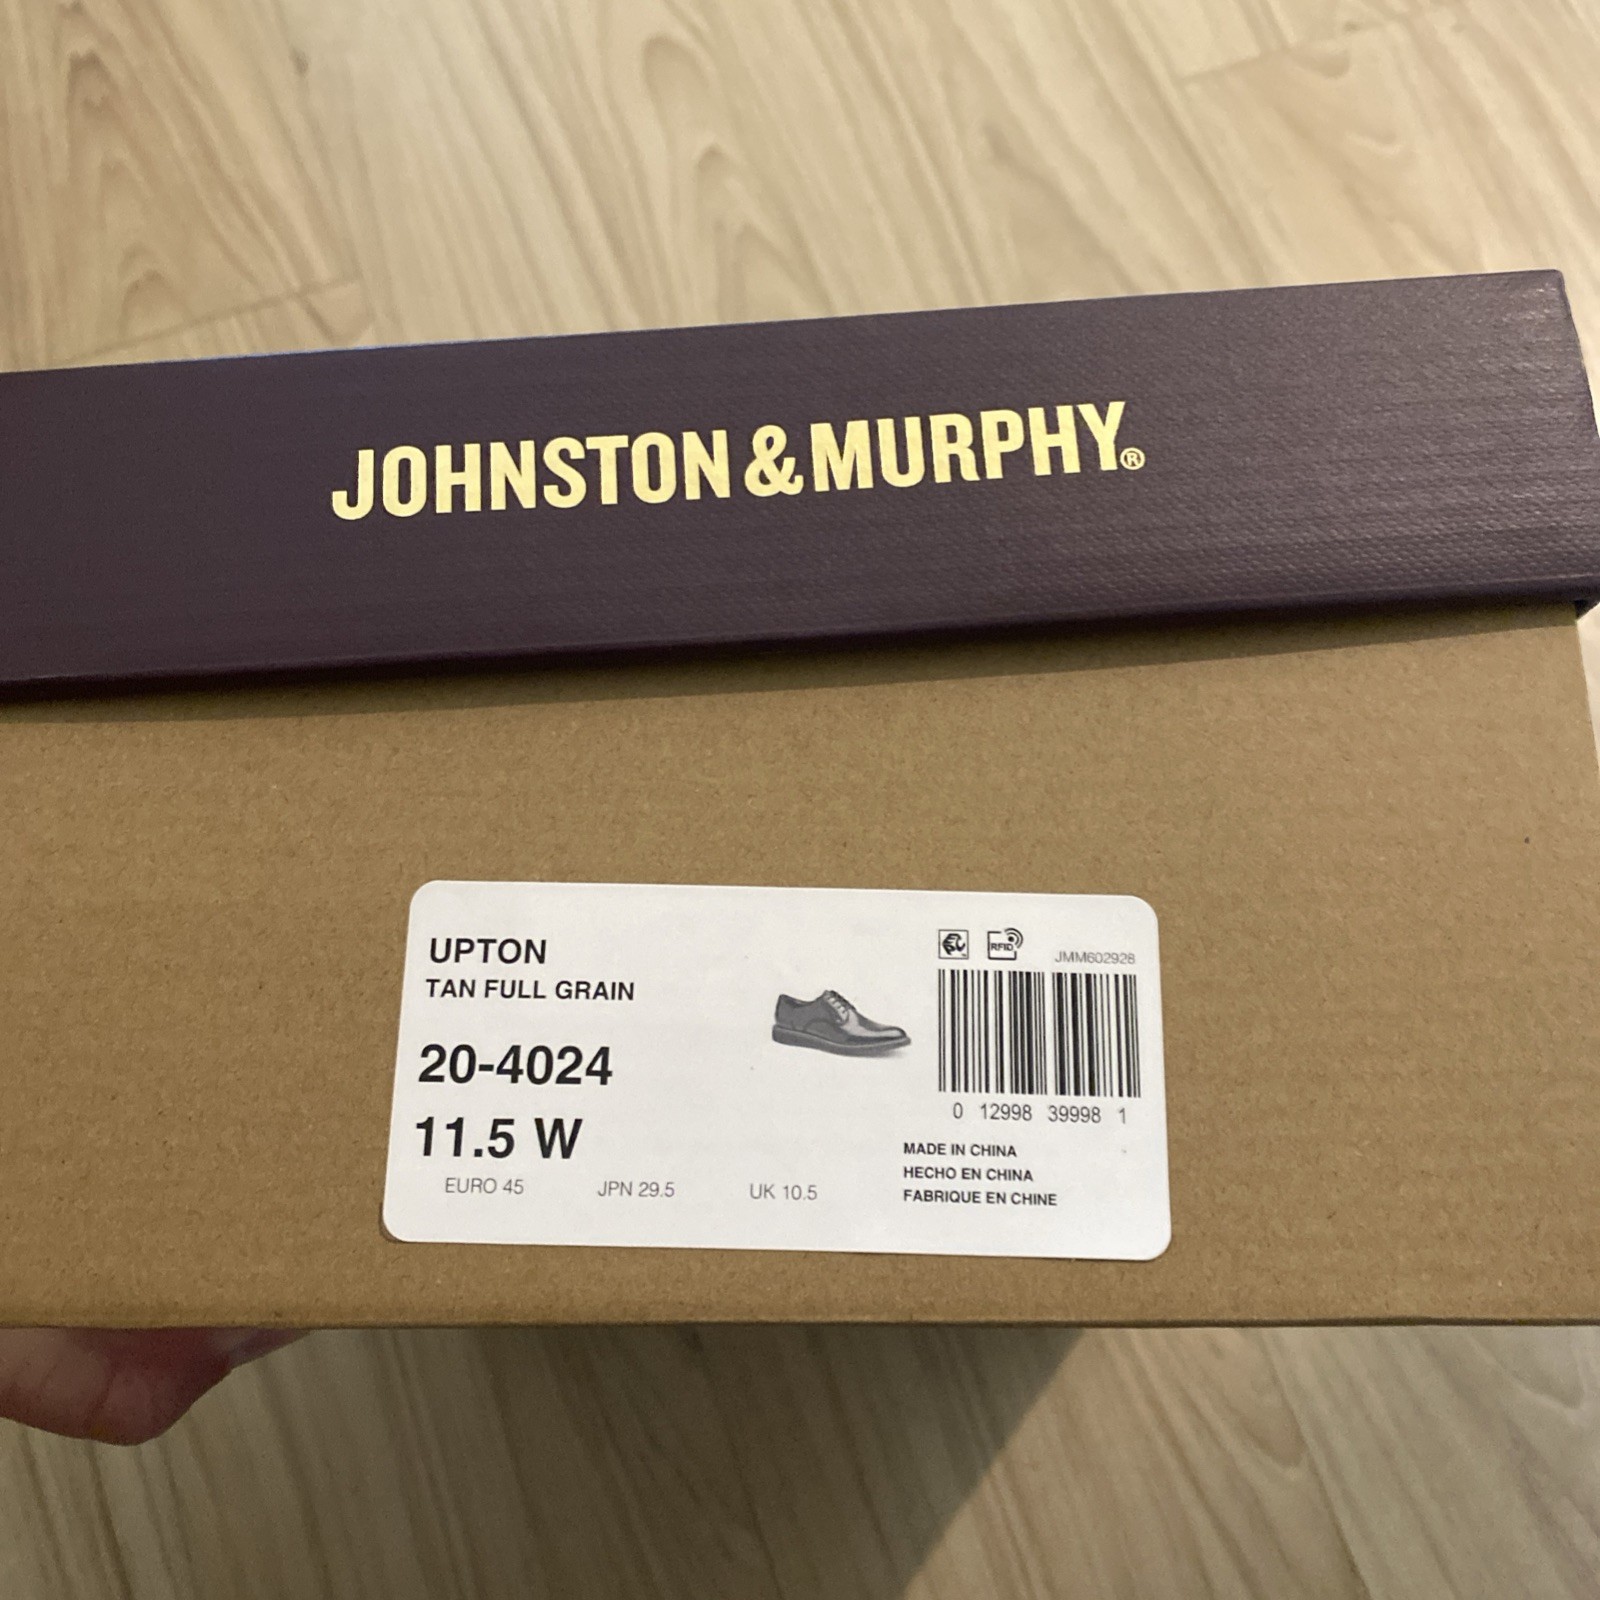 JOHNSTON & MURPHY®
UPTON
TAN FULL GRAIN
20-4024
11.5 W
EURO 45 JPN 29.5 UK 10.5
RFID
JMM602928
0 12998 39998 1
MADE IN CHINA
HECHO EN CHINA
FABRIQUE EN CHINE